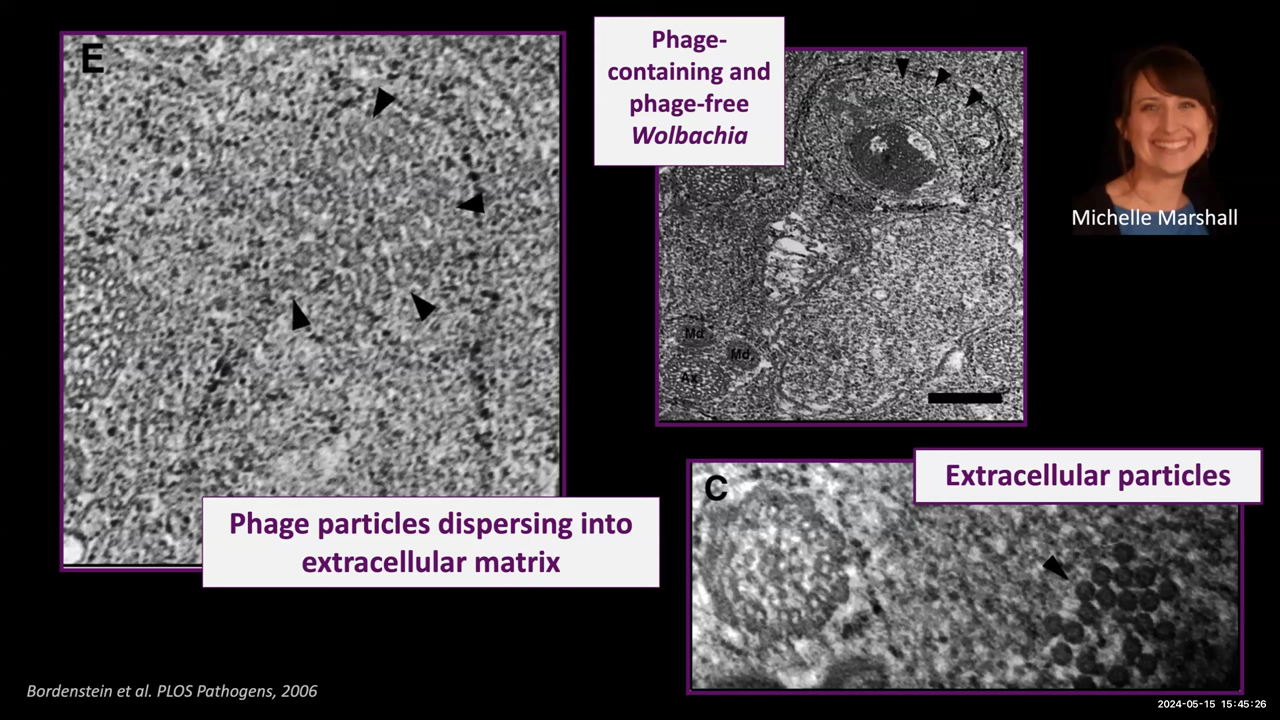 E
Phage-
containing and
phage-free
Wolbachia
Michelle Marshall
Md
Md
Ax
Phage particles dispersing into
extracellular matrix
C
Extracellular particles
Bordenstein et al. PLOS Pathogens, 2006
2024-05-15 15:45:26